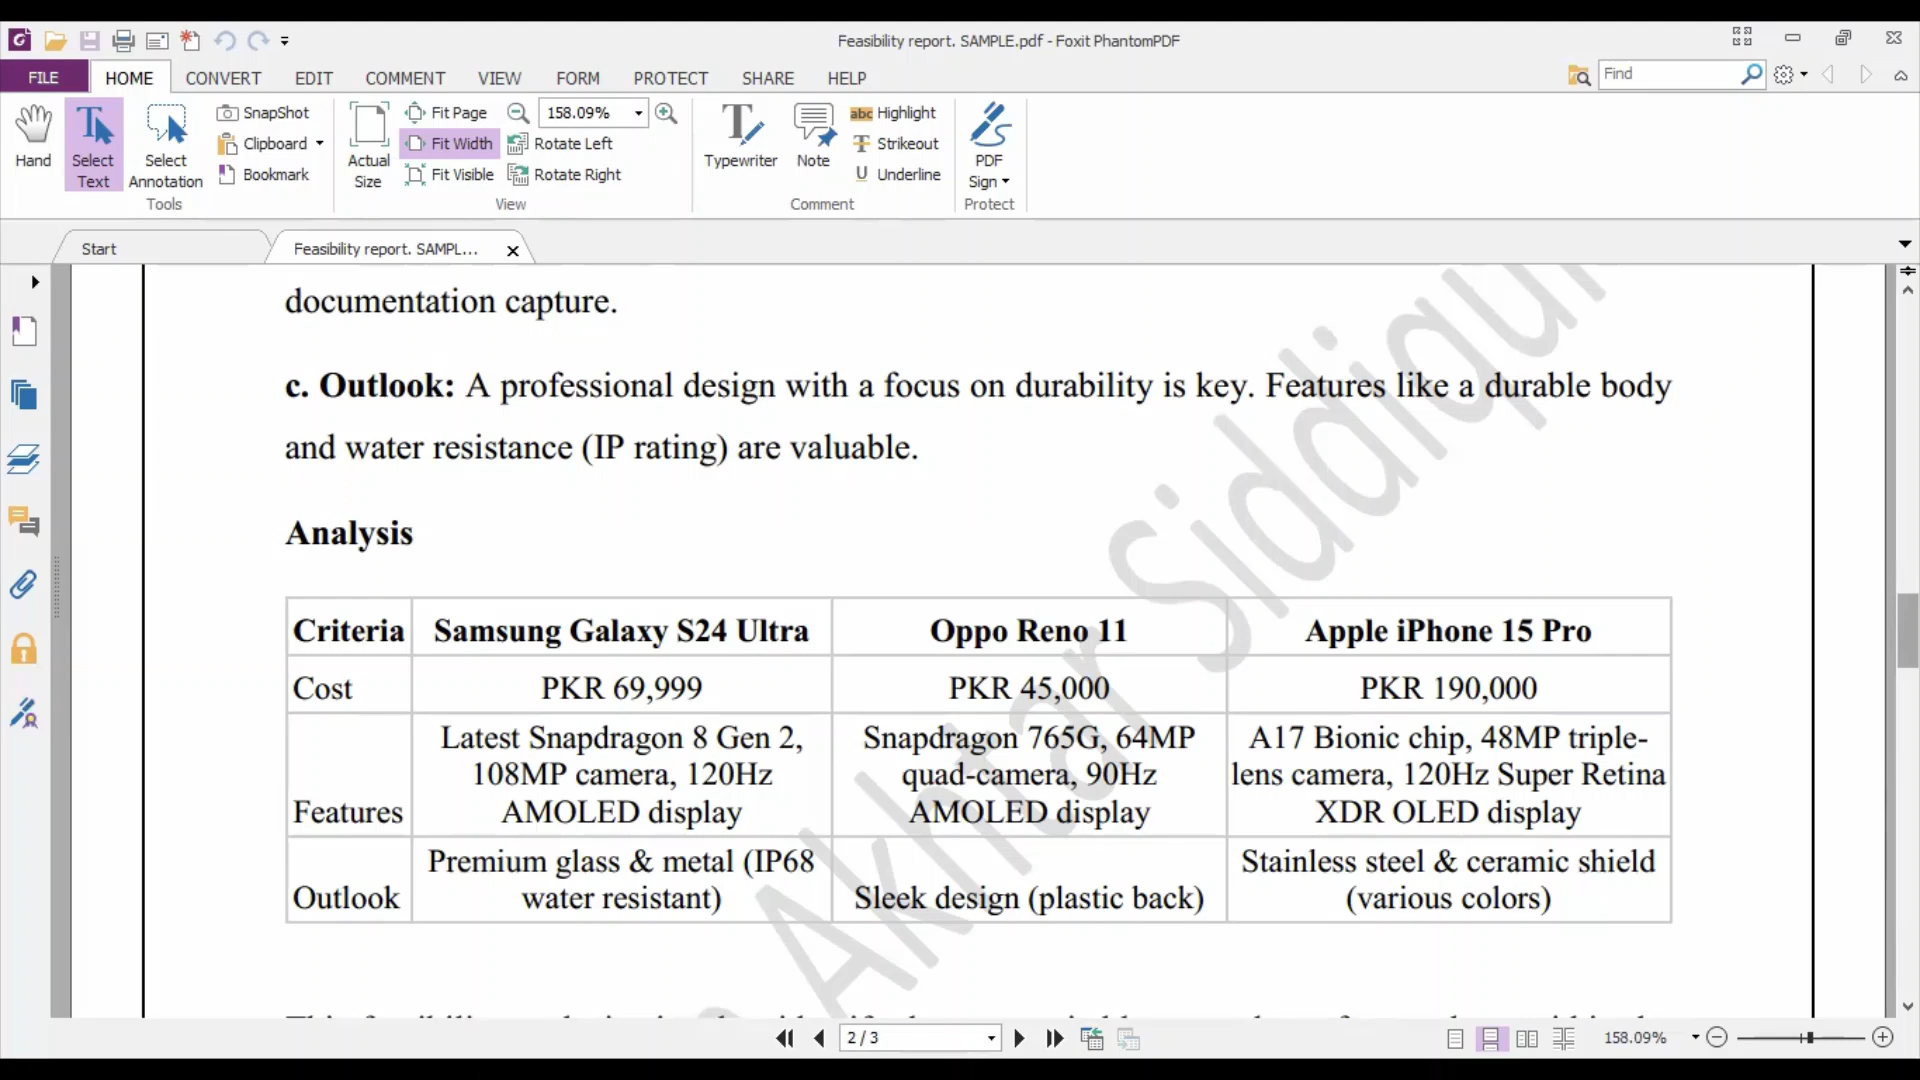 Feasibility report. SAMPLE.pdf - Foxit PhantomPDF
FILE HOME CONVERT EDIT COMMENT VIEW FORM PROTECT SHARE HELP Find
Hand
Select Text
Select Annotation
SnapShot
Clipboard
Bookmark
Tools
Actual Size
Fit Page
Fit Width
Fit Visible
158.09%
Rotate Left
Rotate Right
View
Typewriter
Note
abc Highlight
Strikeout
U Underline
Comment
PDF Sign
Protect
Start Feasibility report. SAMPL...
documentation capture.
c. Outlook: A professional design with a focus on durability is key. Features like a durable body
and water resistance (IP rating) are valuable.
Analysis
Criteria Samsung Galaxy S24 Ultra Oppo Reno 11 Apple iPhone 15 Pro
Cost PKR 69,999 PKR 45,000 PKR 190,000
Features Latest Snapdragon 8 Gen 2, 108MP camera, 120Hz AMOLED display Snapdragon 765G, 64MP quad-camera, 90Hz AMOLED display A17 Bionic chip, 48MP triple-lens camera, 120Hz Super Retina XDR OLED display
Outlook Premium glass & metal (IP68 water resistant) Sleek design (plastic back) Stainless steel & ceramic shield (various colors)
Akhtar Siddiqui
2 / 3 158.09%